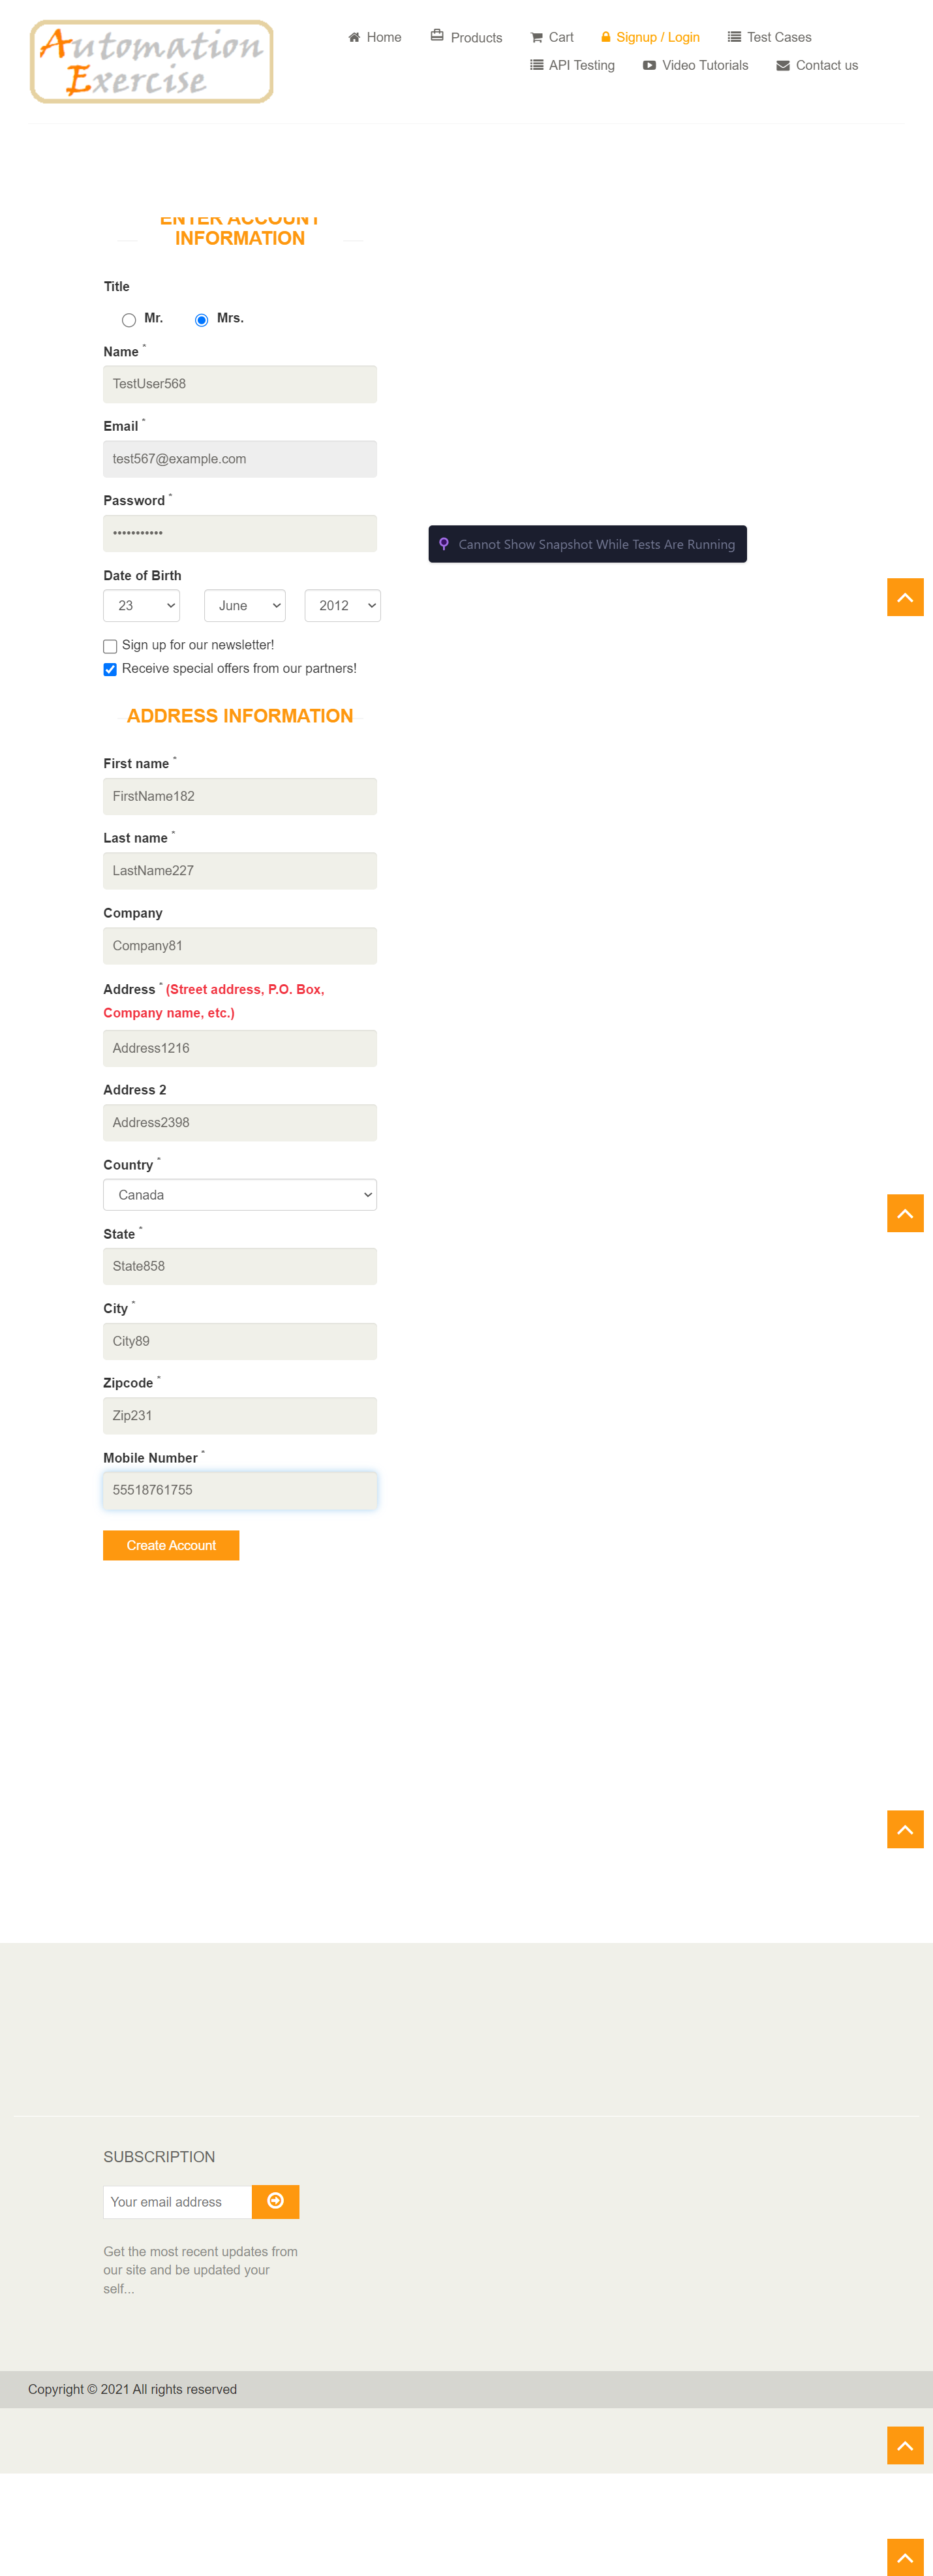 Automation
Exercise
Home
Products
Cart
Signup / Login
Test Cases
API Testing
Video Tutorials
Contact us
ENTER ACCOUNT
INFORMATION
Title
Mr.
Mrs.
Name *
TestUser568
Email *
test567@example.com
Password *
•••••••••••
Cannot Show Snapshot While Tests Are Running
Date of Birth
23
June
2012
Sign up for our newsletter!
Receive special offers from our partners!
ADDRESS INFORMATION
First name *
FirstName182
Last name *
LastName227
Company
Company81
Address * (Street address, P.O. Box,
Company name, etc.)
Address1216
Address 2
Address2398
Country *
Canada
State *
State858
City *
City89
Zipcode *
Zip231
Mobile Number *
55518761755
Create Account
SUBSCRIPTION
Your email address
Get the most recent updates from
our site and be updated your
self...
Copyright © 2021 All rights reserved